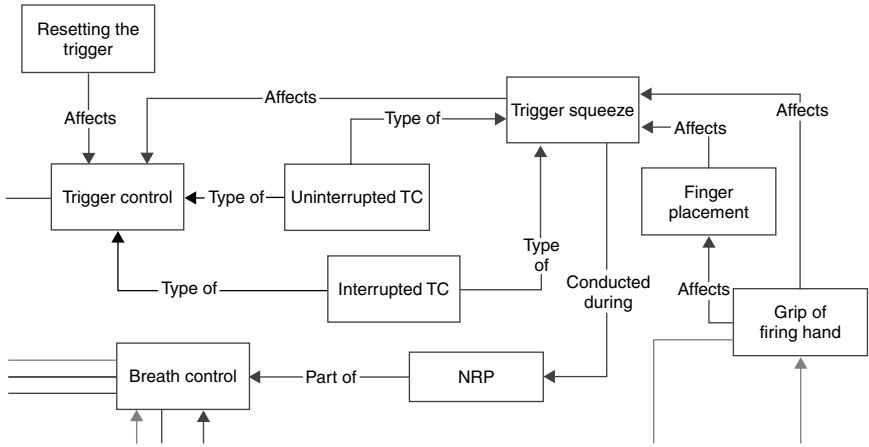 Resetting the
trigger
Affects
Affects
Trigger squeeze
Affects
Type of
Affects
Trigger control
Type of
Uninterrupted TC
Finger
placement
Type of
Interrupted TC
Type
of
Conducted
during
Affects
Grip of
firing hand
Breath control
Part of
NRP